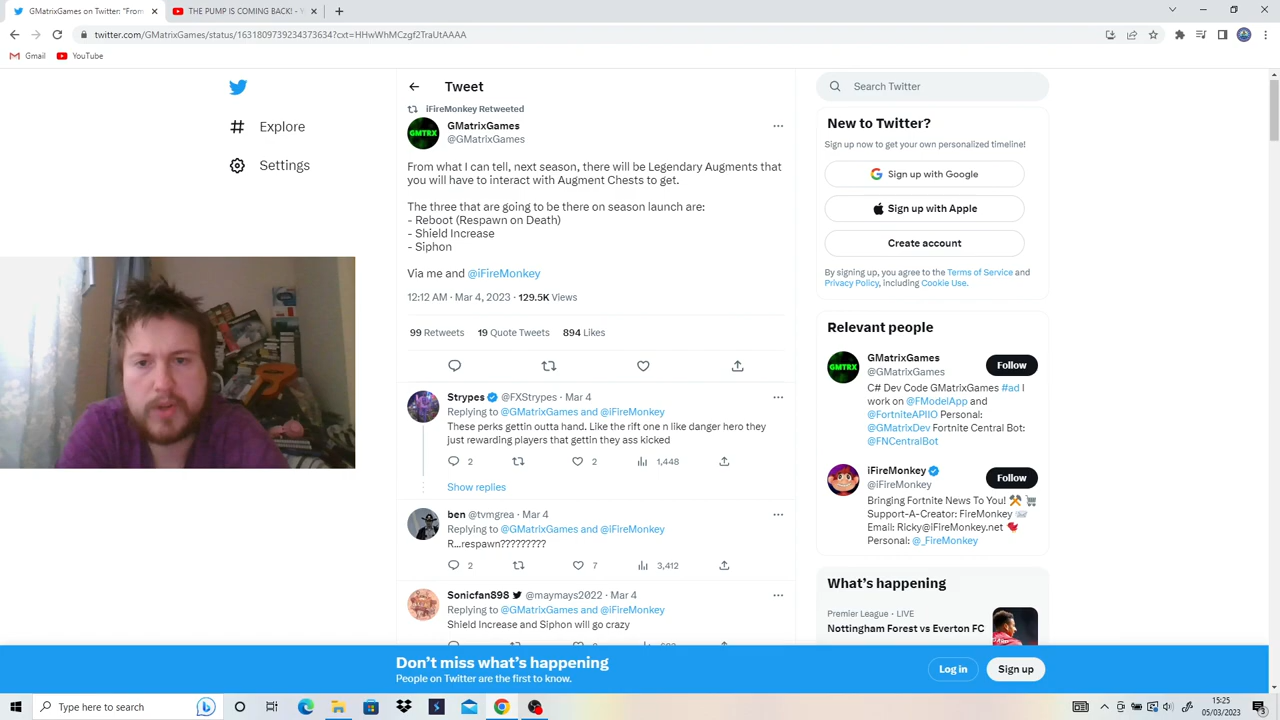 GMatrixGames on Twitter: "From
THE PUMP IS COMING BACK! - Y
twitter.com/GMatrixGames/status/1631809739234373634?cxt=HHwWhMCzgf2TraUtAAAA
Gmail
YouTube
Explore
Settings
Tweet
iFireMonkey Retweeted
GMTRX
GMatrixGames
@GMatrixGames
From what I can tell, next season, there will be Legendary Augments that
you will have to interact with Augment Chests to get.
The three that are going to be there on season launch are:
- Reboot (Respawn on Death)
- Shield Increase
- Siphon
Via me and @iFireMonkey
12:12 AM · Mar 4, 2023 · 129.5K Views
99 Retweets 19 Quote Tweets 894 Likes
Strypes @FXStrypes · Mar 4
Replying to @GMatrixGames and @iFireMonkey
These perks gettin outta hand. Like the rift one n like danger hero they
just rewarding players that gettin they ass kicked
2 2 1,448
Show replies
ben @tvmgrea · Mar 4
Replying to @GMatrixGames and @iFireMonkey
R...respawn?????????
2 7 3,412
Sonicfan898 @maymays2022 · Mar 4
Replying to @GMatrixGames and @iFireMonkey
Shield Increase and Siphon will go crazy
Search Twitter
New to Twitter?
Sign up now to get your own personalized timeline!
Sign up with Google
Sign up with Apple
Create account
By signing up, you agree to the Terms of Service and
Privacy Policy, including Cookie Use.
Relevant people
GMTRX
GMatrixGames
@GMatrixGames
Follow
C# Dev Code GMatrixGames #ad I
work on @FModelApp and
@FortniteAPIIO Personal:
@GMatrixDev Fortnite Central Bot:
@FNCentralBot
iFireMonkey
@iFireMonkey
Follow
Bringing Fortnite News To You! ⚒️ 🛒
Support-A-Creator: FireMonkey
Email: Ricky@IFireMonkey.net
Personal: @_FireMonkey
What's happening
Premier League · LIVE
Nottingham Forest vs Everton FC
Don't miss what's happening
People on Twitter are the first to know.
Log in
Sign up
Type here to search
15:25
05/03/2023
3